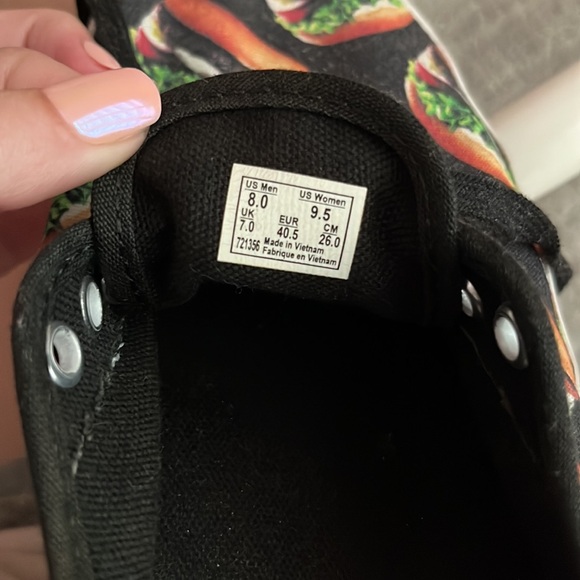 US Men US Women
8.0 9.5
UK EUR CM
7.0 40.5 26.0
721356 Made in Vietnam
Fabrique en Vietnam